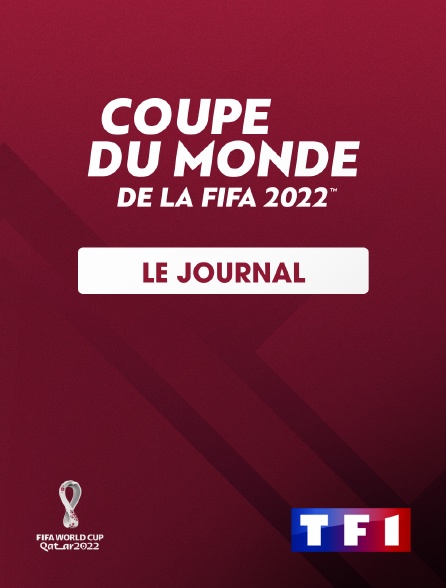 COUPE
DU MONDE
DE LA FIFA 2022™
LE JOURNAL
FIFA WORLD CUP
Qatar2022
TF1